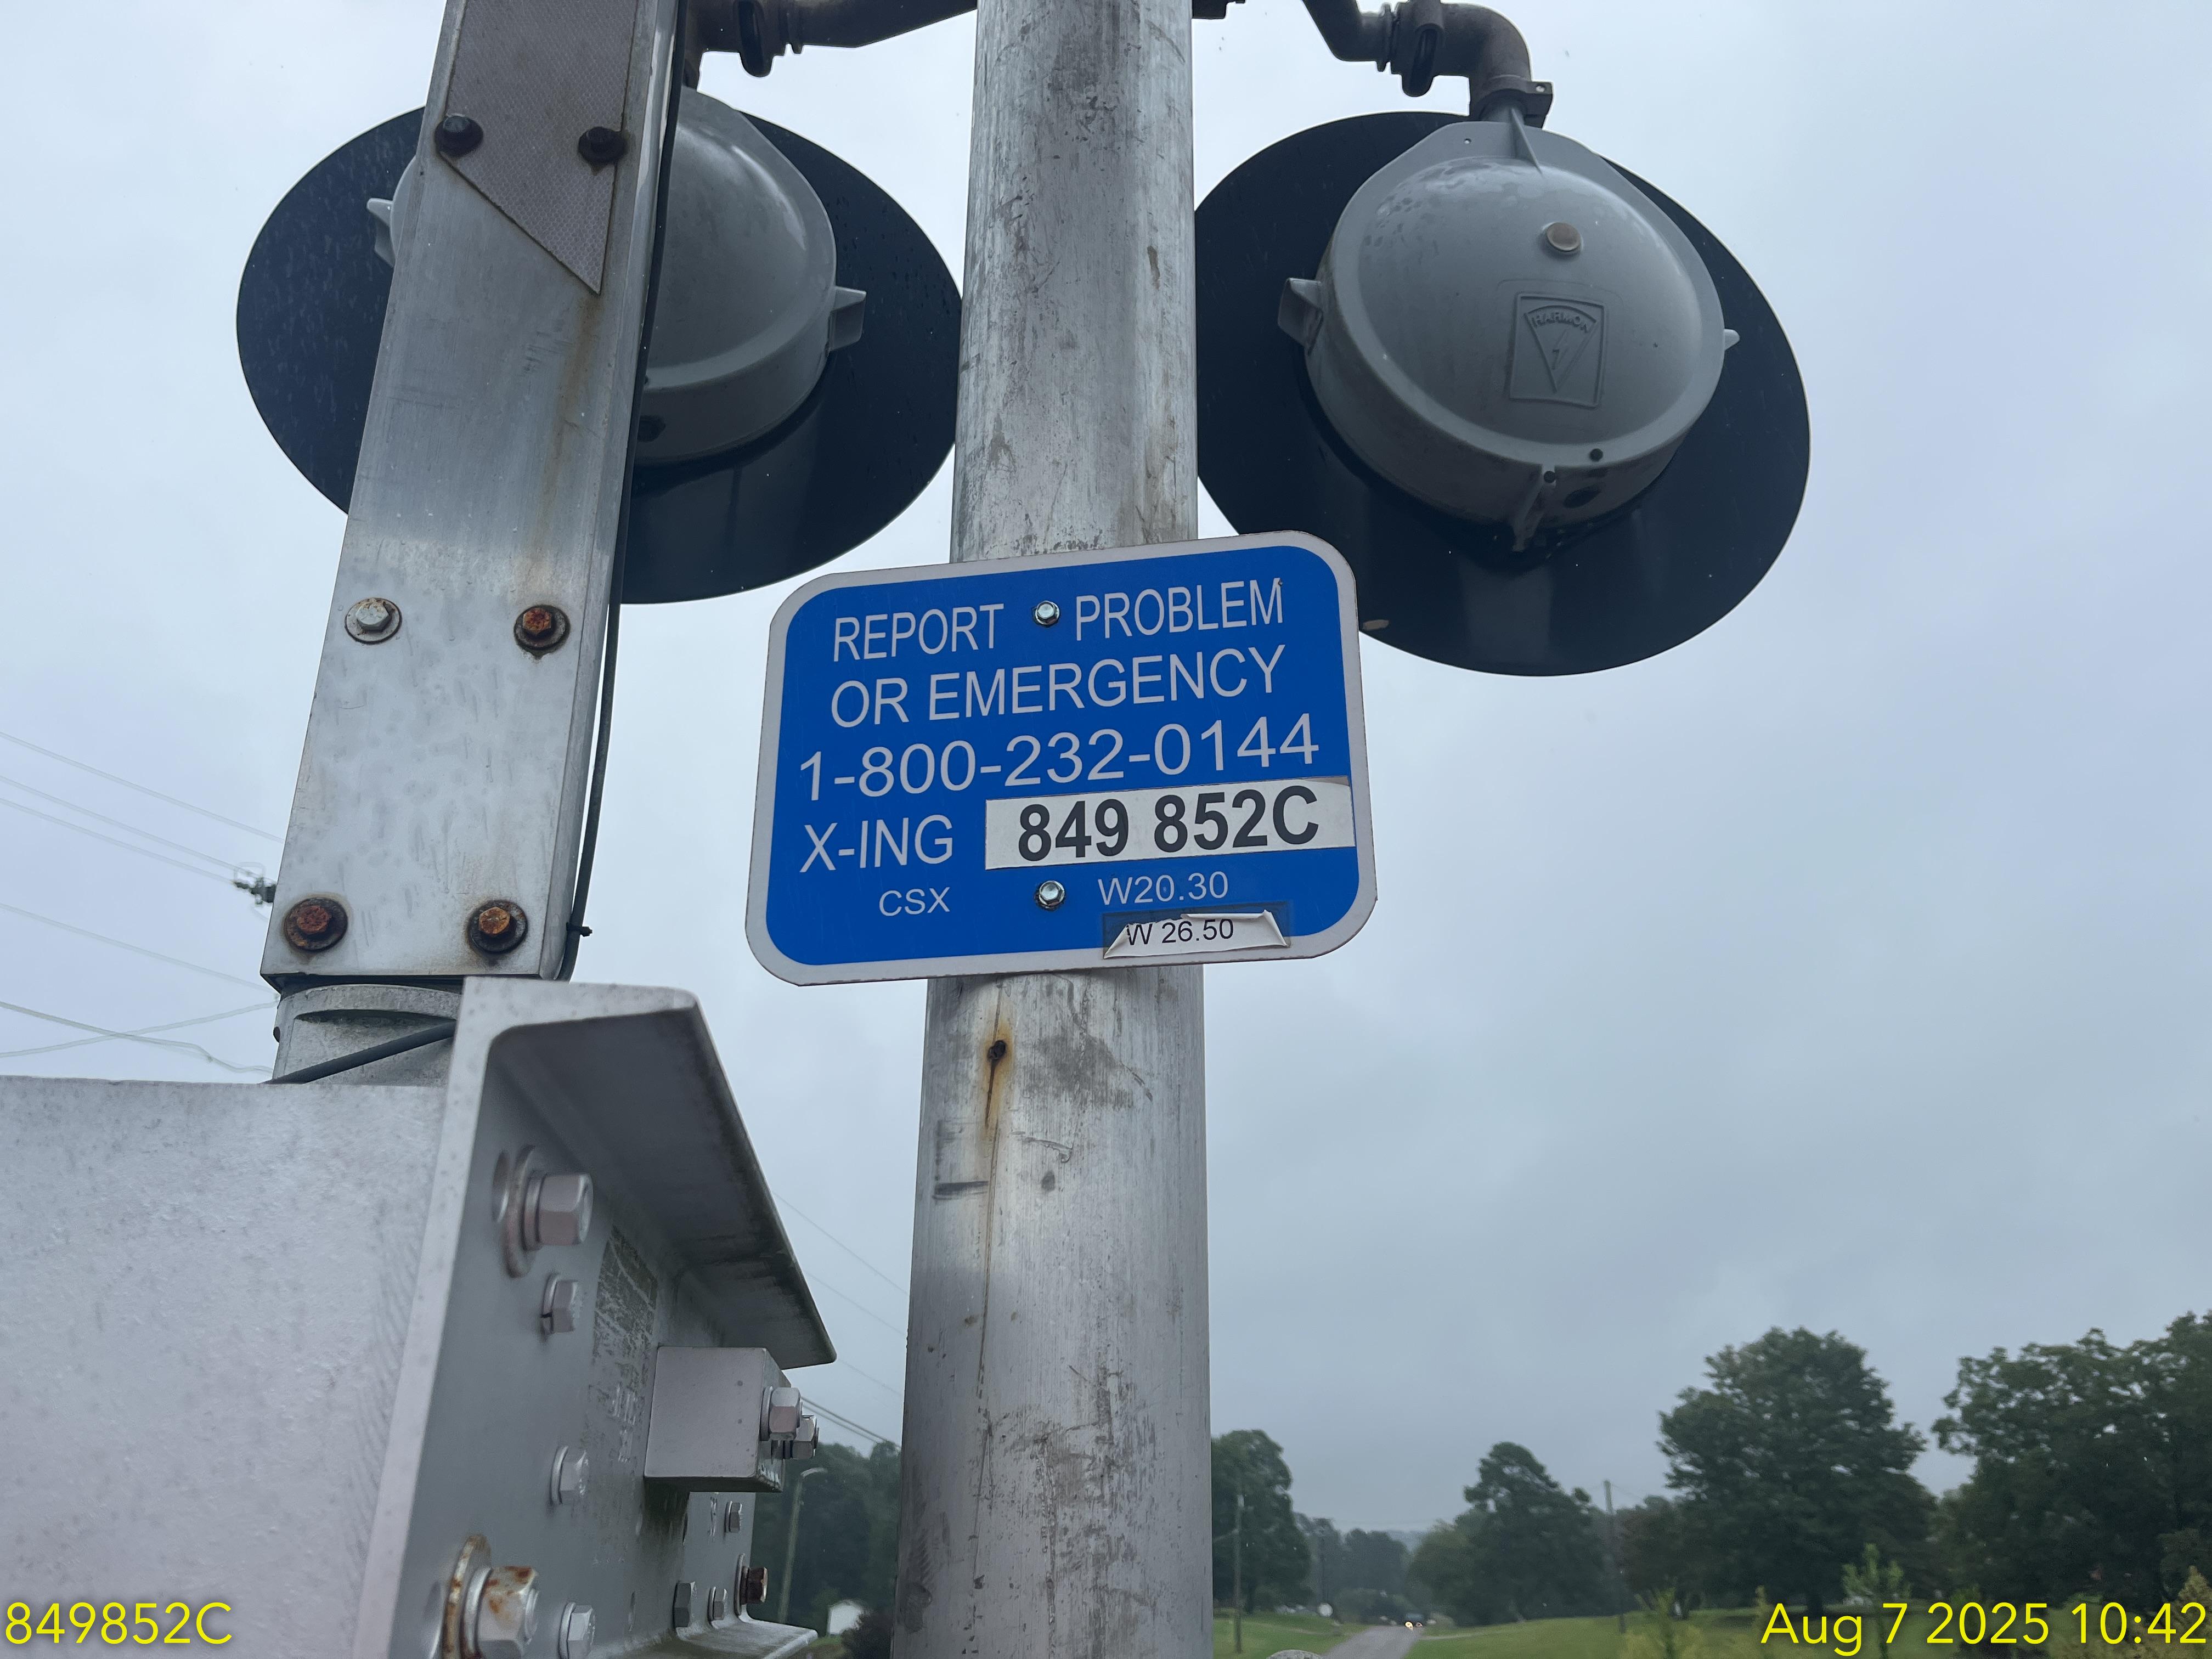 HARMON
REPORT PROBLEM
OR EMERGENCY
1-800-232-0144
X-ING 849 852C
CSX W20.30
W 26.50
849852C
Aug 7 2025 10:42